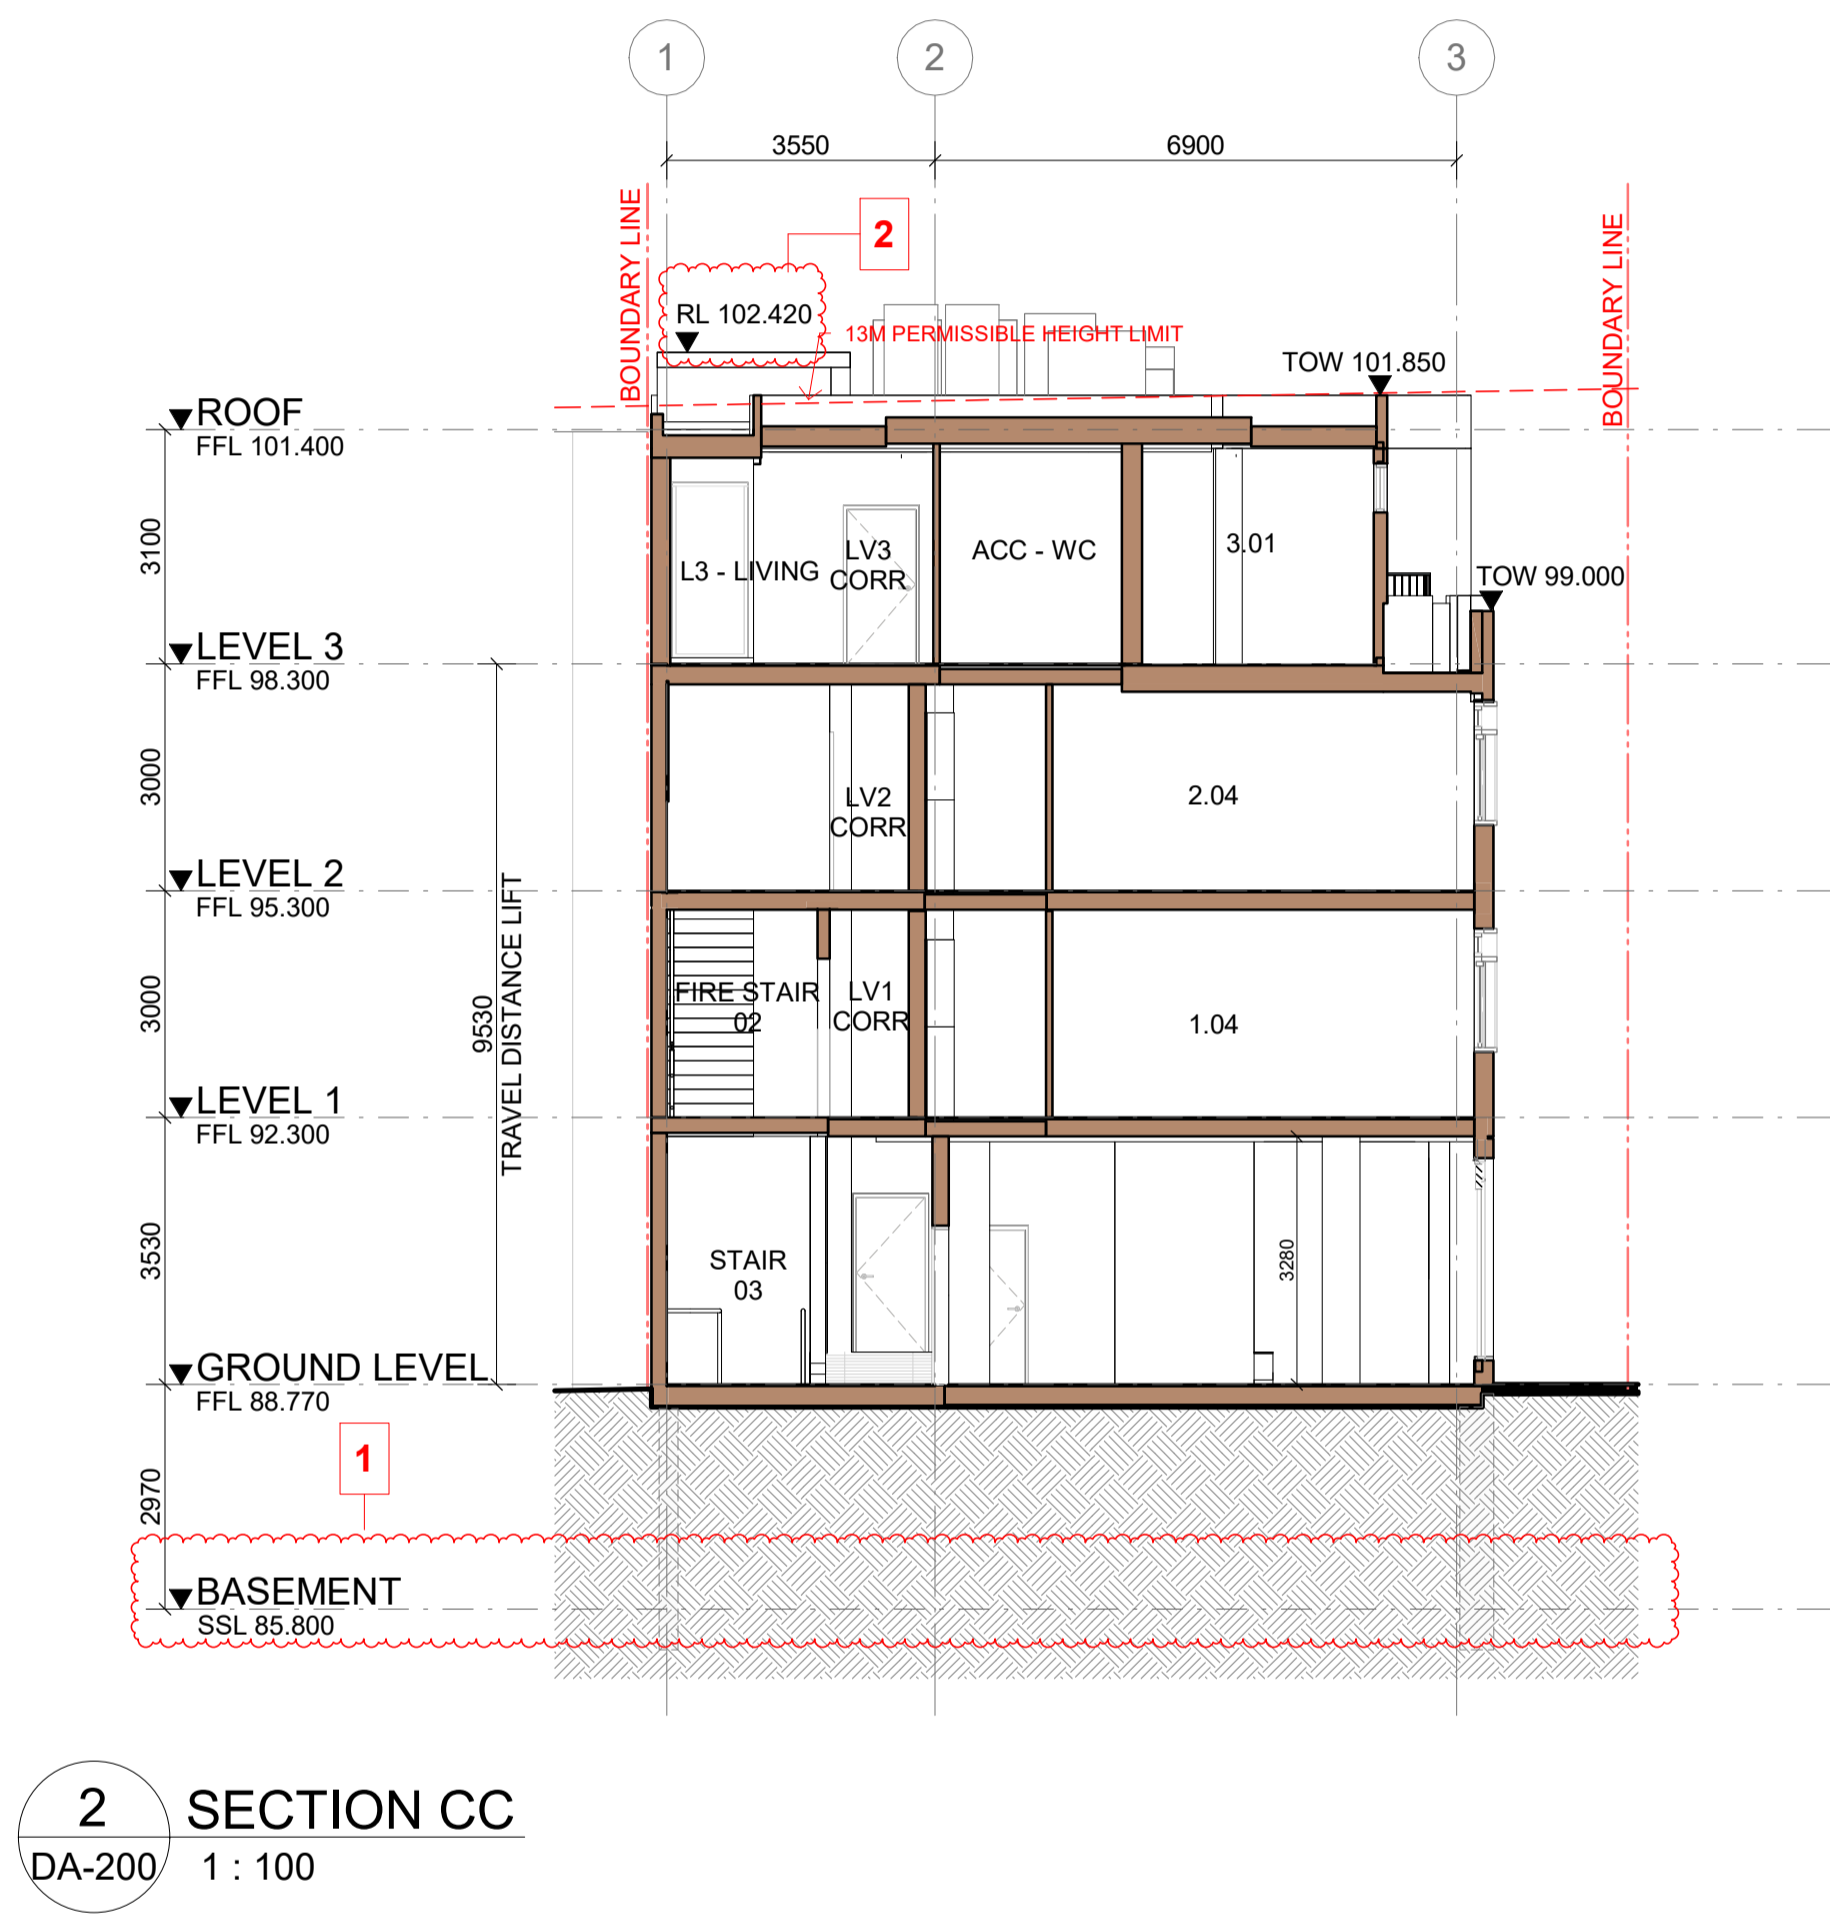 1
2
3
3550
6900
BOUNDARY LINE
BOUNDARY LINE
2
RL 102.420
13M PERMISSIBLE HEIGHT LIMIT
TOW 101.850
ROOF
FFL 101.400
3100
L3 - LIVING
LV3
CORR
ACC - WC
3.01
TOW 99.000
LEVEL 3
FFL 98.300
3000
LV2
CORR
2.04
LEVEL 2
FFL 95.300
3000
9530
TRAVEL DISTANCE LIFT
FIRE STAIR
02
LV1
CORR
1.04
LEVEL 1
FFL 92.300
3530
STAIR
03
3280
GROUND LEVEL
FFL 88.770
1
2970
BASEMENT
SSL 85.800
2
SECTION CC
DA-200
1 : 100